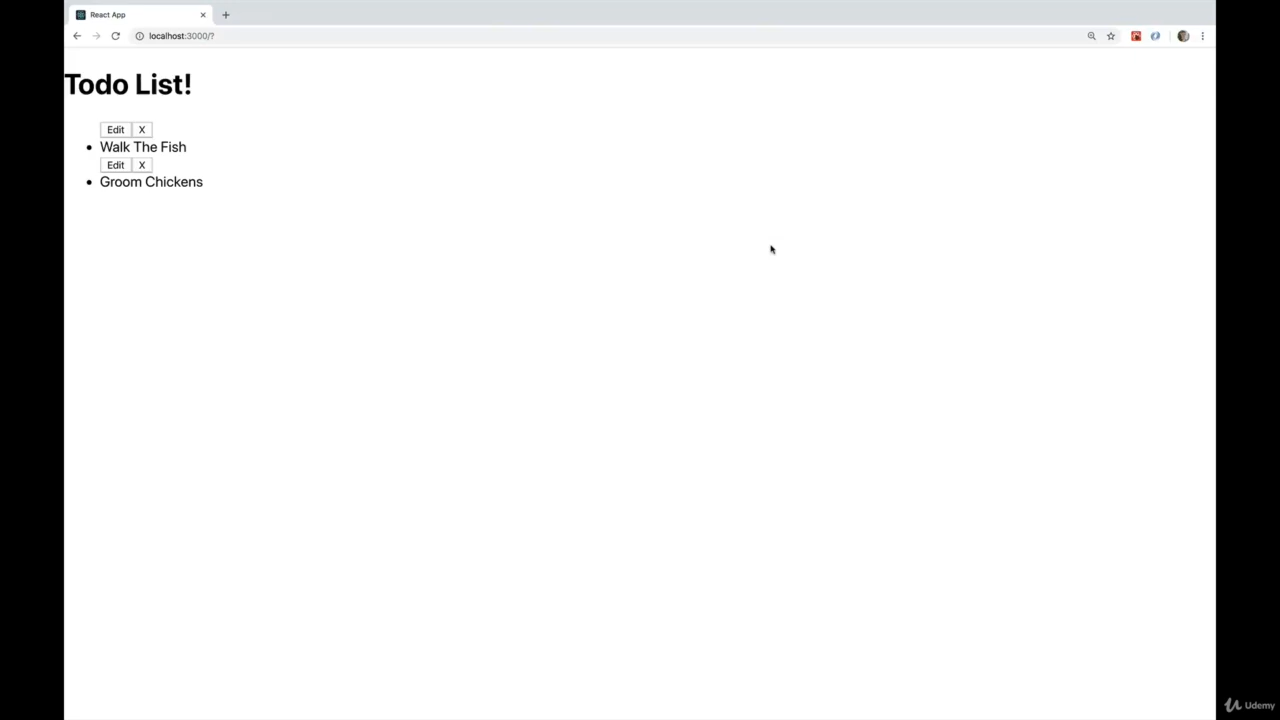 React App
localhost:3000/?
Todo List!
Edit X
Walk The Fish
Edit X
Groom Chickens
Udemy